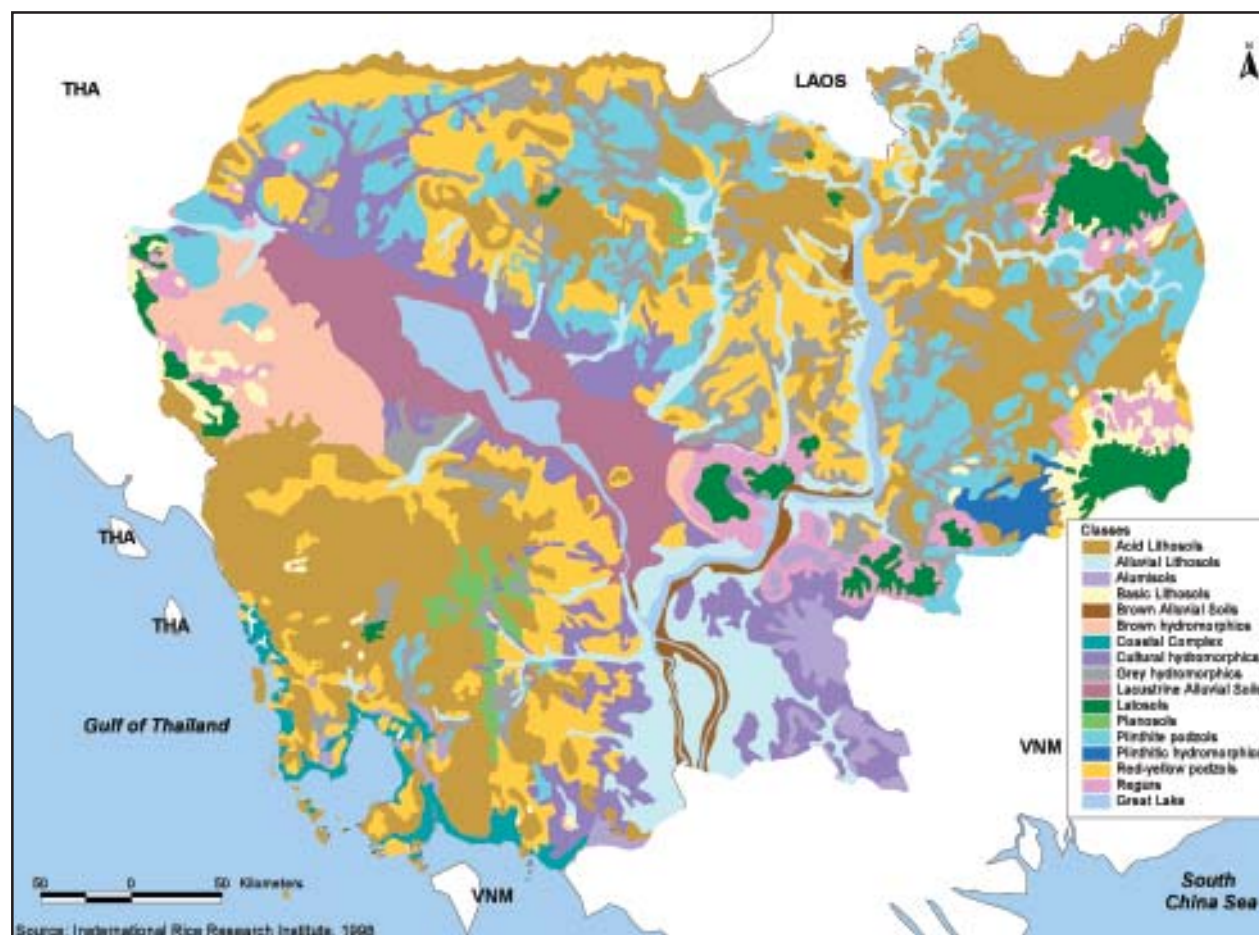 THA
LAOS
N
THA
THA
Gulf of Thailand
VNM
VNM
South
China Sea
Classes
Acid Lithosols
Alluvial Lithosols
Alumisols
Basic Lithosols
Brown Alluvial Soils
Brown hydromorphics
Coastal Complex
Cultural hydromorphics
Grey hydromorphics
Lacustrine Alluvial Soils
Latosols
Planosols
Plinthite podzols
Plinthitic hydromorphics
Red-yellow podzols
Regurs
Great Lake
50 0 50 Kilometers
Source: Insternational Rice Research Institute, 1998